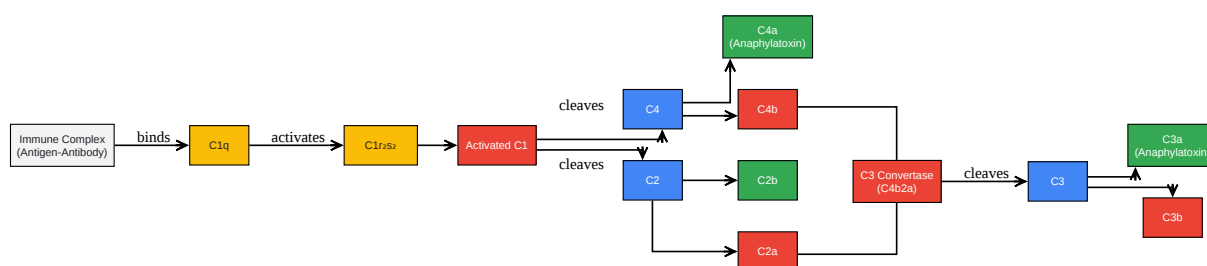 Immune Complex
(Antigen-Antibody)
binds
C1q
activates
C1r₂s₂
Activated C1
cleaves
cleaves
C4
C2
C4a
(Anaphylatoxin)
C4b
C2b
C2a
C3 Convertase
(C4b2a)
cleaves
C3
C3a
(Anaphylatoxin
C3b